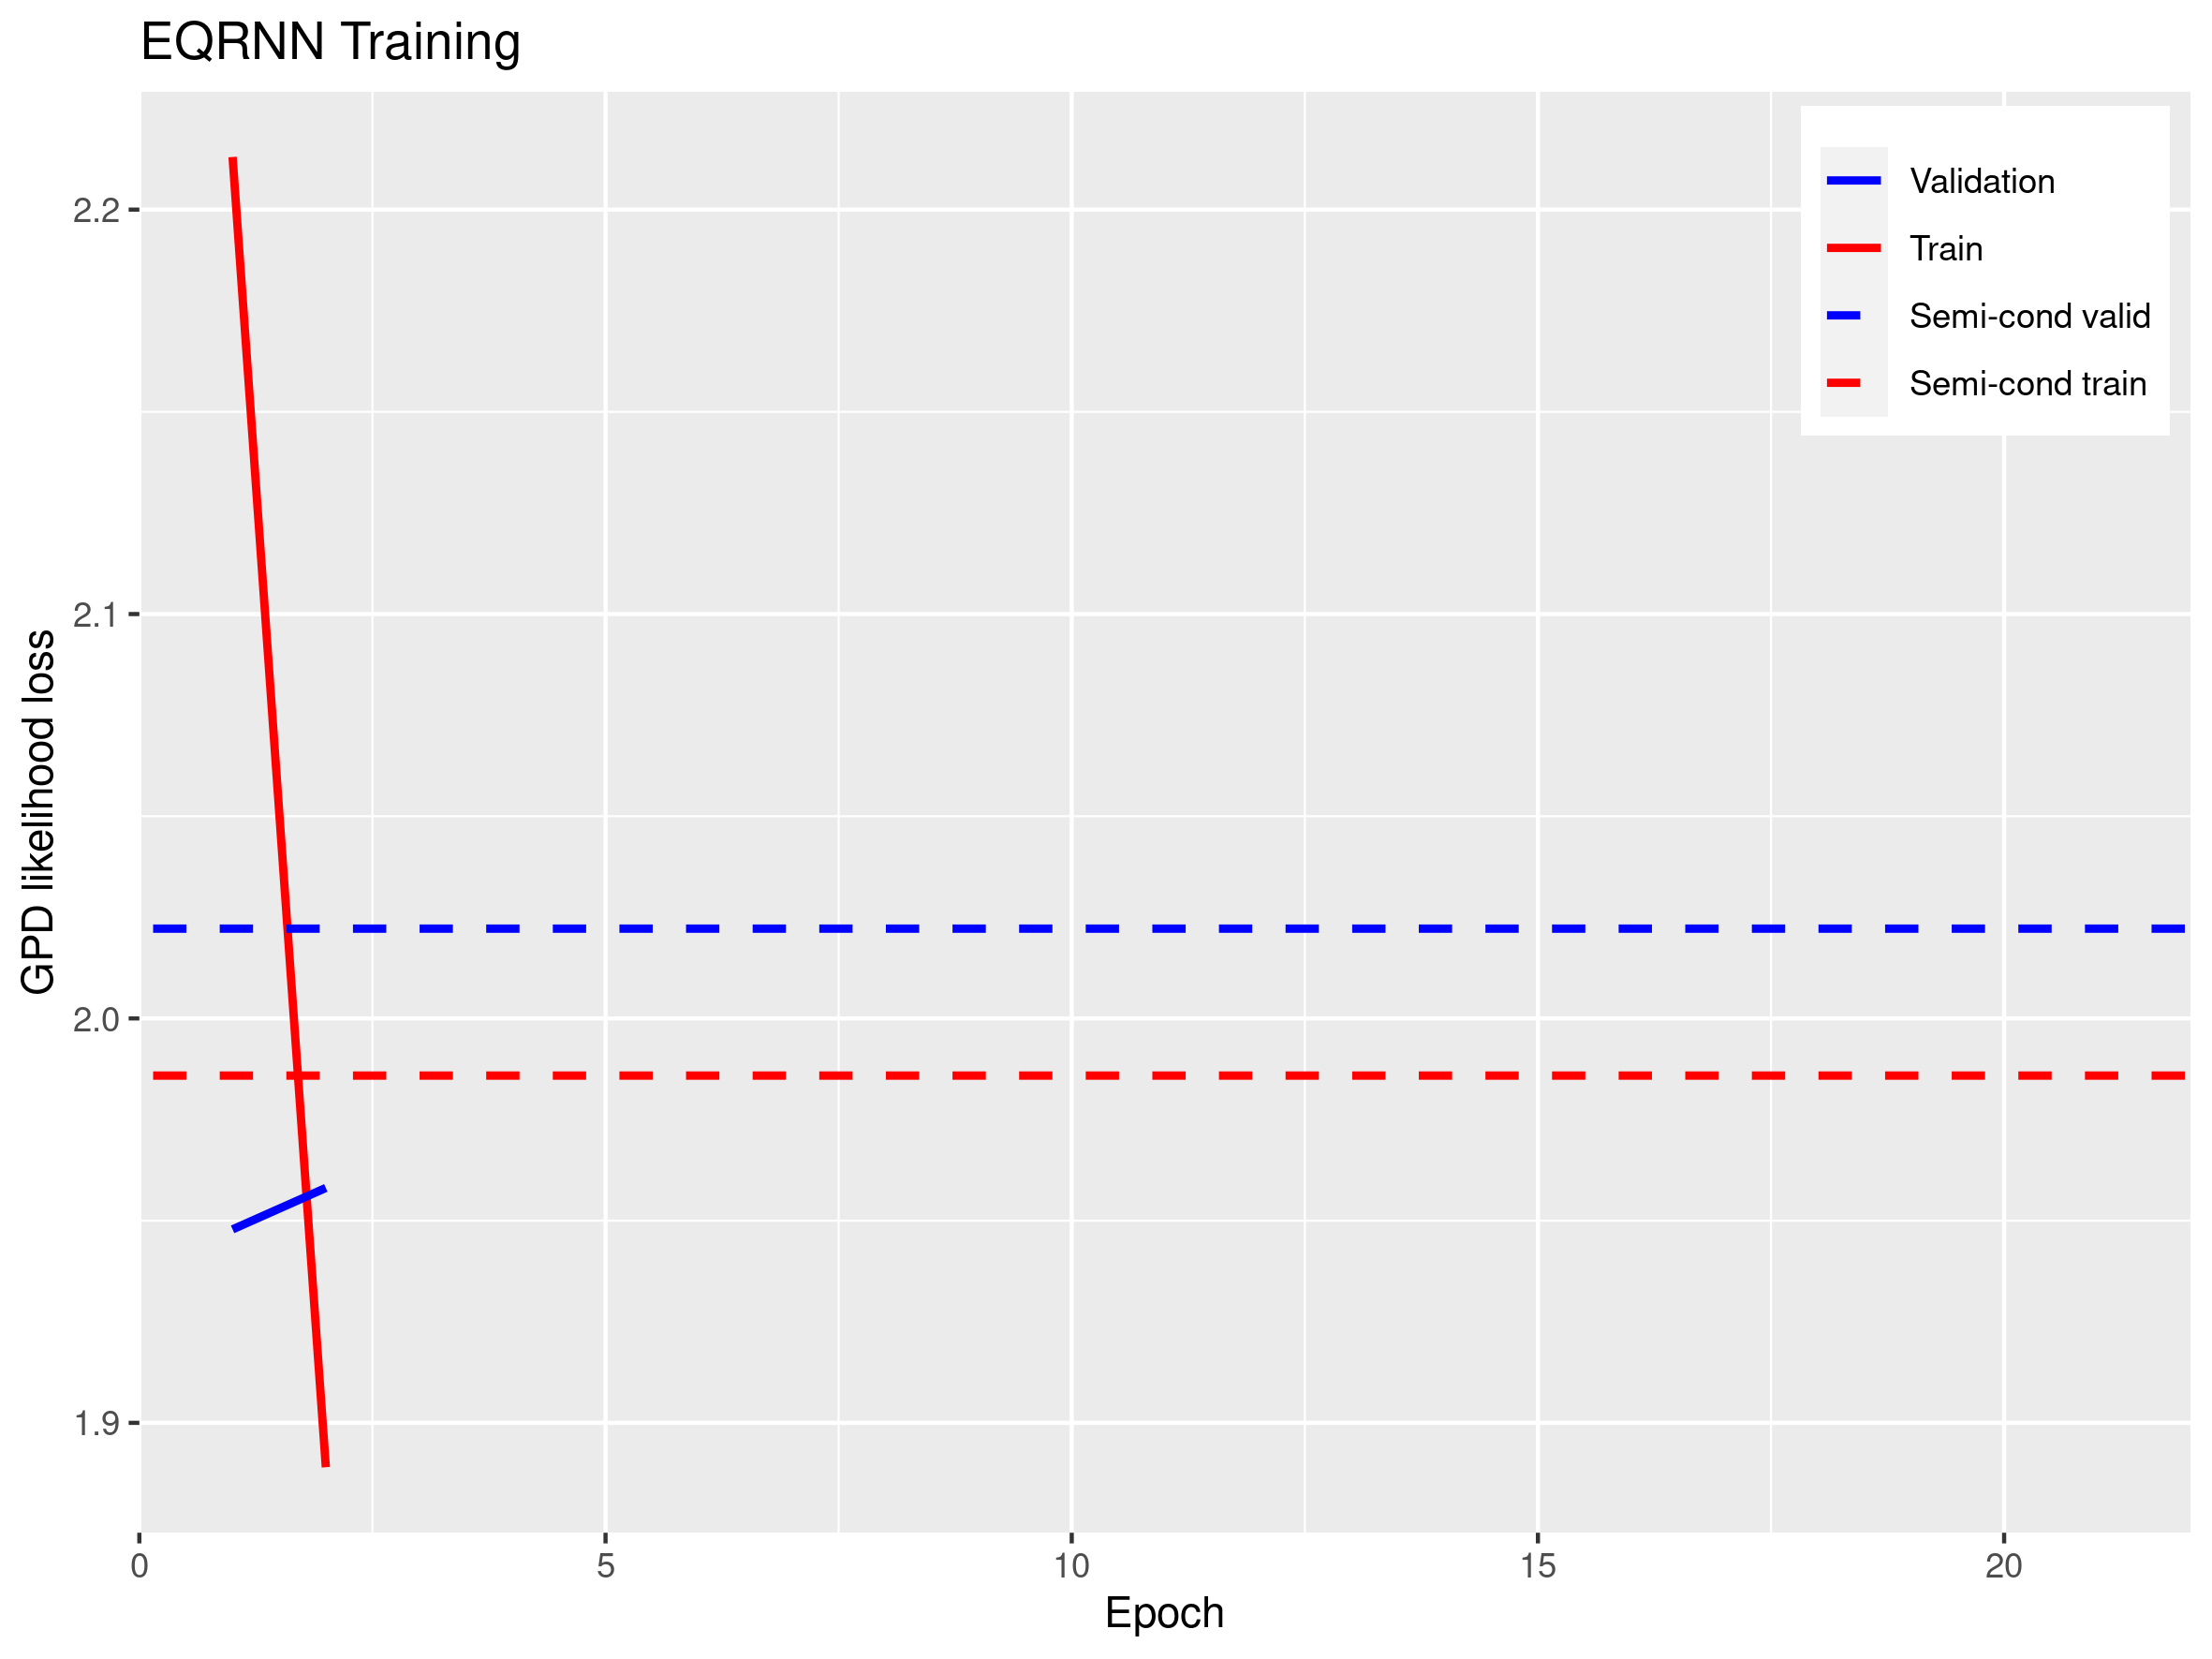 EQRNN Training
Validation
Train
Semi-cond valid
Semi-cond train
GPD likelihood loss
2.2
2.1
2.0
1.9
0 5 10 15 20
Epoch